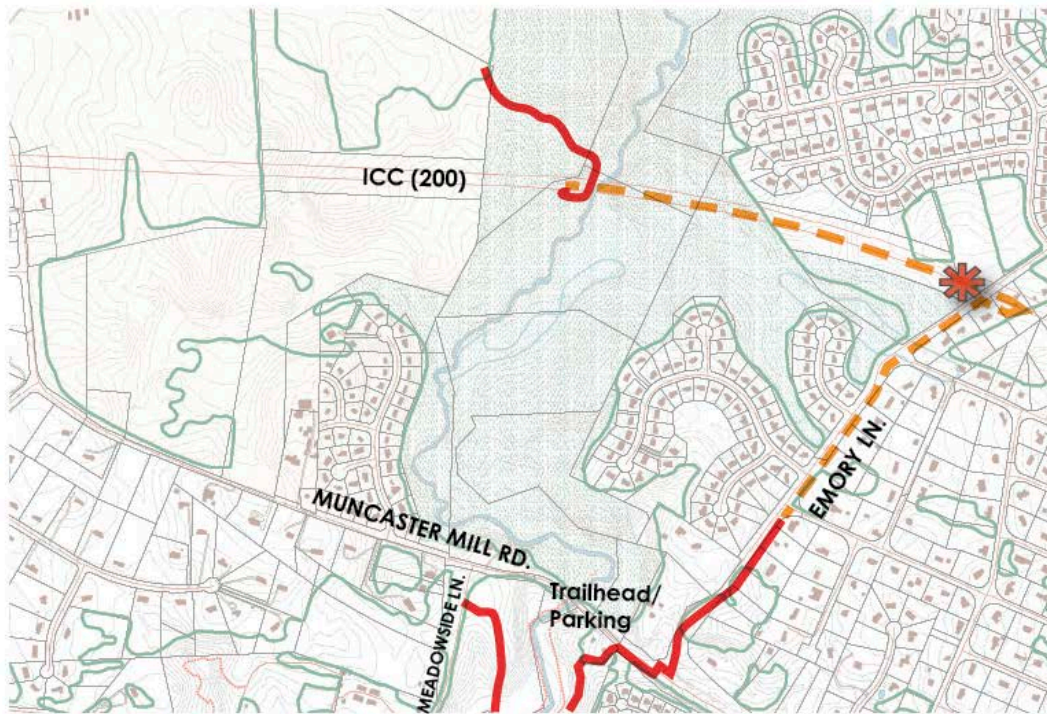 ICC (200)
EMORY LN.
MUNCASTER MILL RD.
Trailhead/
Parking
MEADOWSIDE LN.